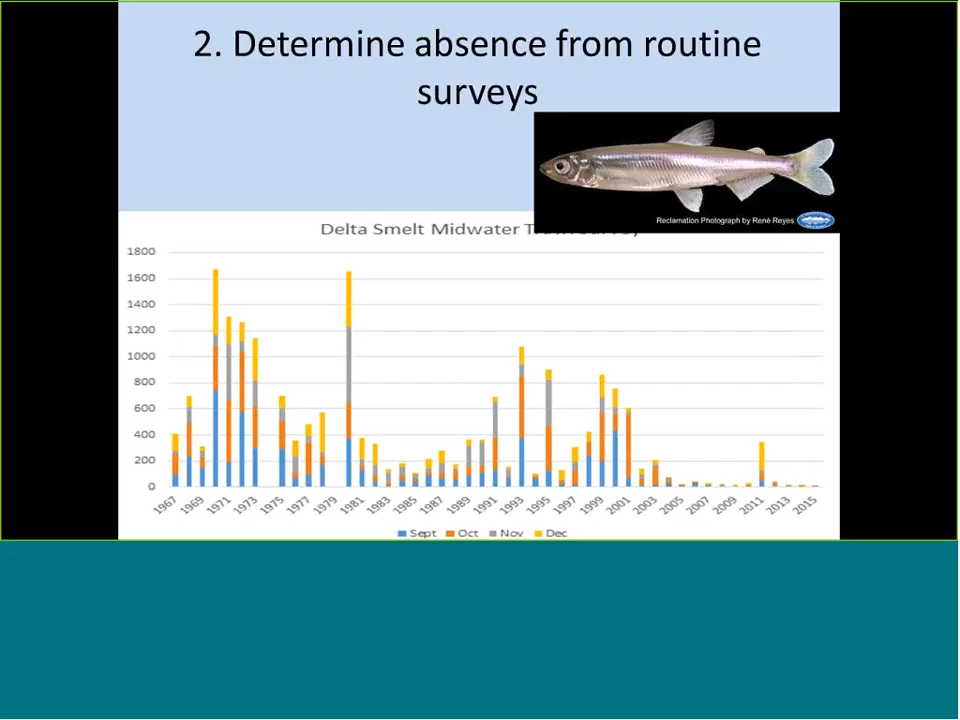 2. Determine absence from routine
surveys
Reclamation Photograph by René Reyes
Delta Smelt Midwater
1800
1600
1400
1200
1000
800
600
400
200
0
1967 1969 1971 1973 1975 1977 1979 1981 1983 1985 1987 1989 1991 1993 1995 1997 1999 2001 2003 2005 2007 2009 2011 2013 2015
Sept Oct Nov Dec